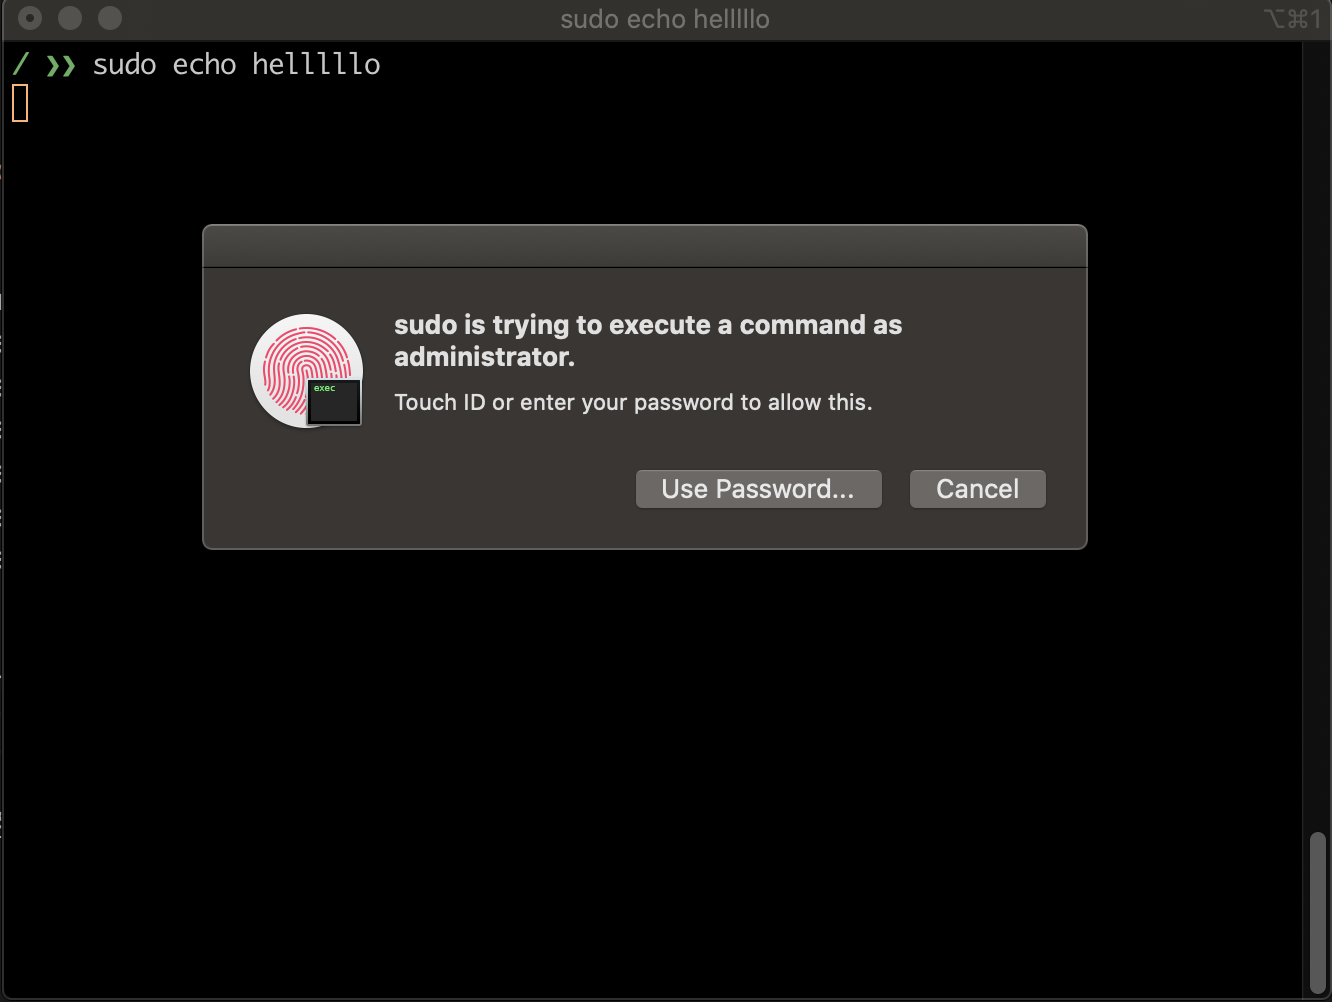 sudo echo helllllo
⌥⌘1
/ ❯❯ sudo echo helllllo
sudo is trying to execute a command as
administrator.
exec
Touch ID or enter your password to allow this.
Use Password...
Cancel